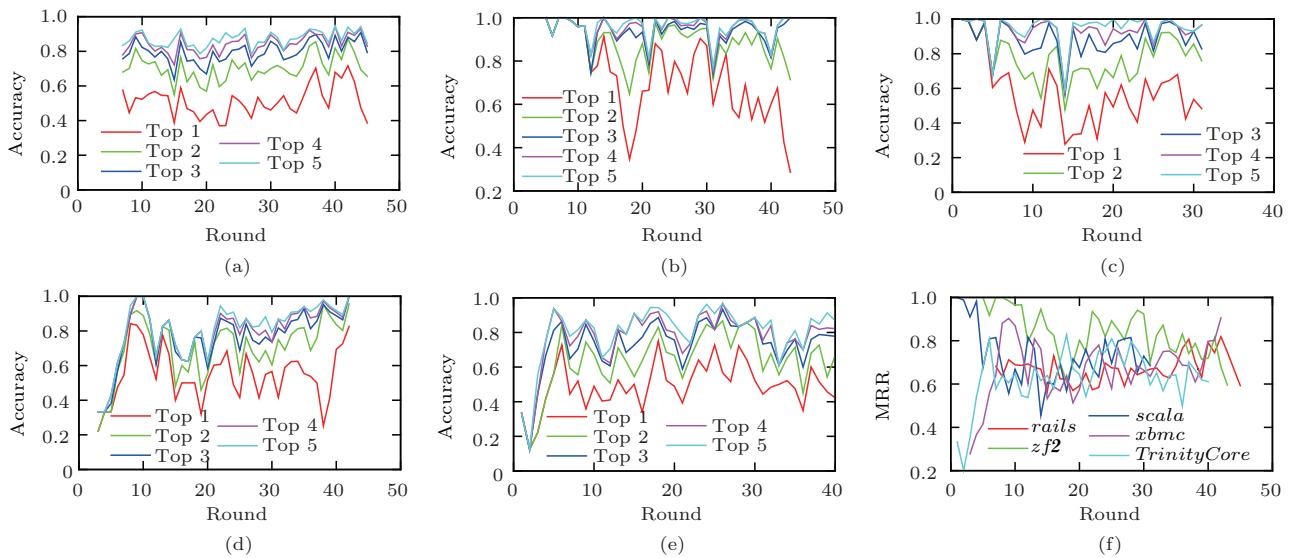 1.0
0.8
0.6
0.4
0.2
0
Accuracy
Top 1
Top 2
Top 3
Top 4
Top 5
0 10 20 30 40 50
Round
(a)
1.0
0.8
0.6
0.4
0.2
Accuracy
Top 1
Top 2
Top 3
Top 4
Top 5
0 10 20 30 40 50
Round
(b)
1.0
0.8
0.6
0.4
0.2
0
Accuracy
Top 1
Top 2
Top 3
Top 4
Top 5
0 10 20 30 40
Round
(c)
1.0
0.8
0.6
0.4
0.2
0
Accuracy
Top 1
Top 2
Top 3
Top 4
Top 5
0 10 20 30 40 50
Round
(d)
1.0
0.8
0.6
0.4
0.2
0
Accuracy
Top 1
Top 2
Top 3
Top 4
Top 5
0 10 20 30 40
Round
(e)
1.0
0.8
0.6
0.4
0.2
MRR
rails
zf2
scala
xbmc
TrinityCore
0 10 20 30 40 50
Round
(f)